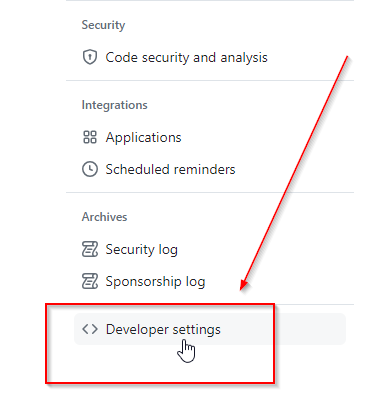 Security
Code security and analysis
Integrations
Applications
Scheduled reminders
Archives
Security log
Sponsorship log
Developer settings